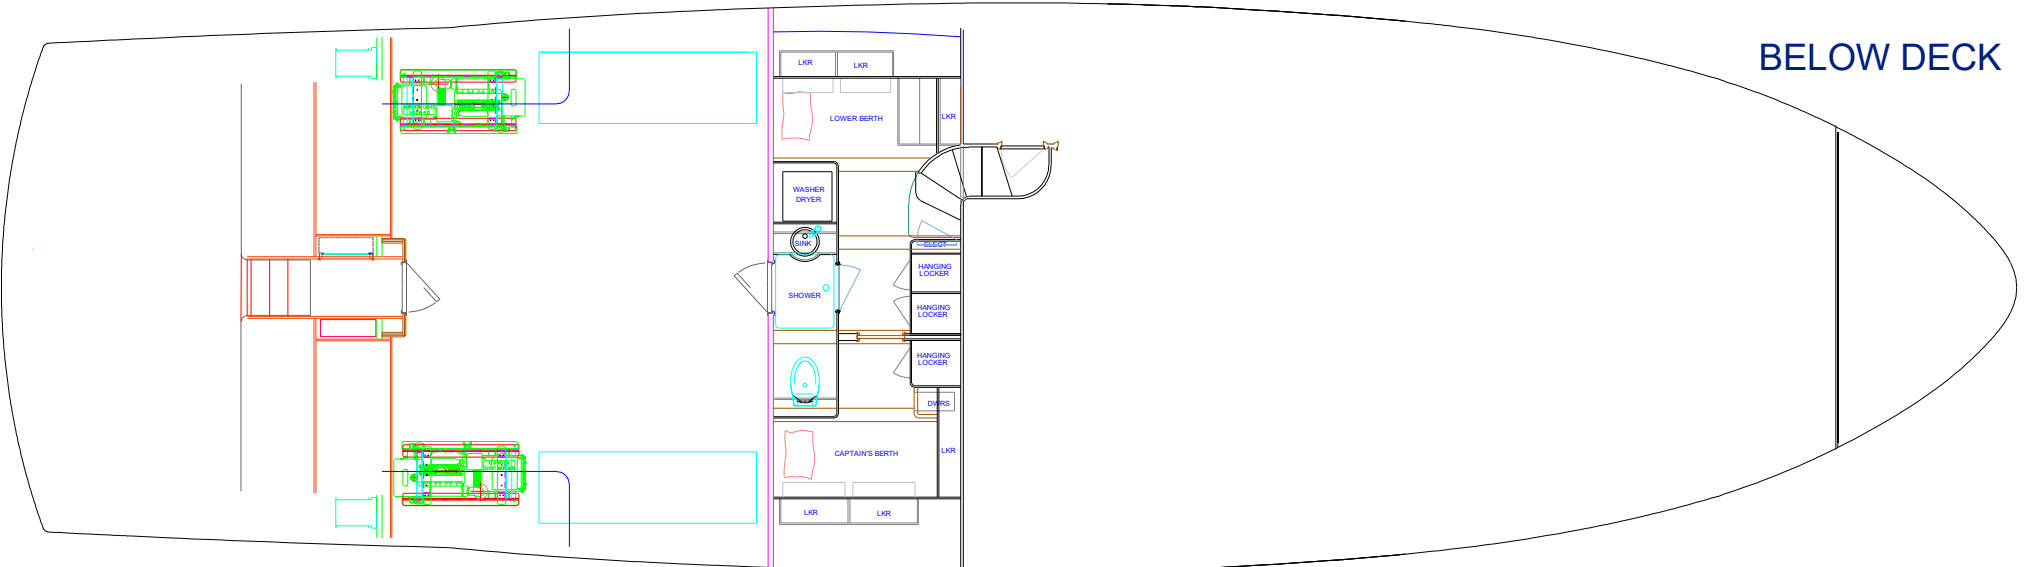 BELOW DECK
LKR
LKR
LOWER BERTH
LKR
WASHER
DRYER
SINK
ELECT
HANGING
LOCKER
SHOWER
HANGING
LOCKER
HANGING
LOCKER
DWRS
CAPTAIN'S BERTH
LKR
LKR
LKR